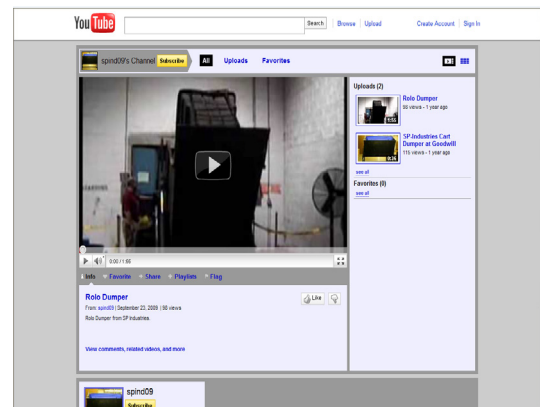 YouTube
Search
Browse | Upload
Create Account | Sign In
spind09's Channel
Subscribe
All
Uploads
Favorites
0:00 / 1:55
Info
Favorite
Share
Playlists
Flag
Rolo Dumper
From: spind09 | September 23, 2009 | 98 views
Rolo Dumper from SP Industries.
Like
View comments, related videos, and more
Uploads (2)
1:55
Rolo Dumper
98 views - 1 year ago
SP-Industries Cart
Dumper at Goodwill
115 views - 1 year ago
see all
Favorites (0)
see all
spind09
Subscribe